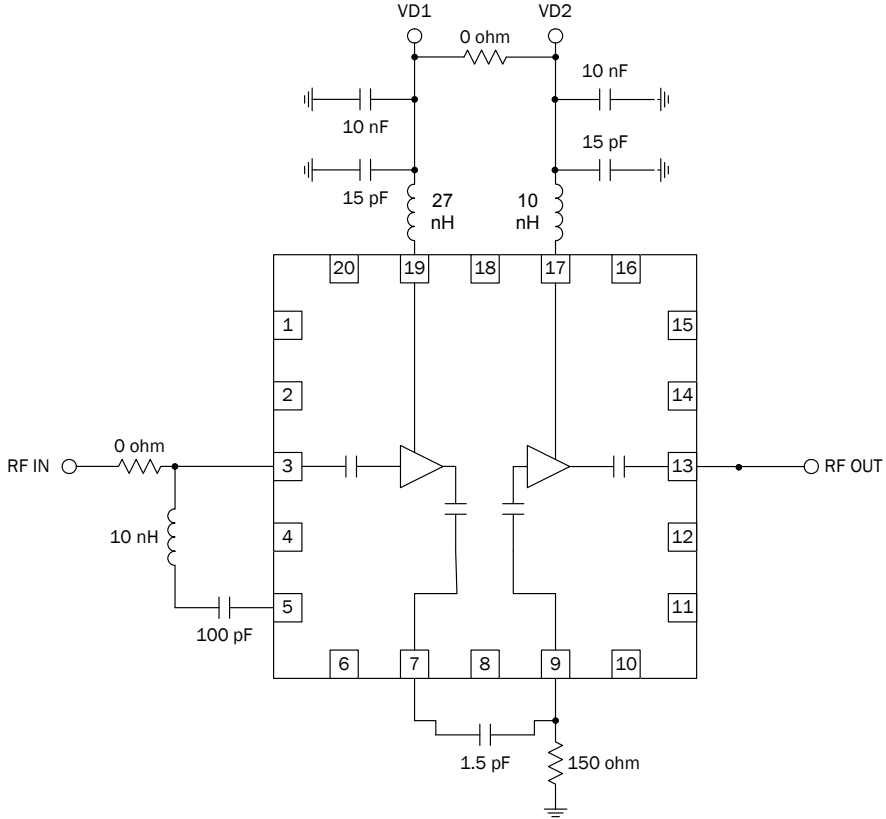 VD1
VD2
0 ohm
10 nF
10 nF
15 pF
15 pF
27
nH
10
nH
20
19
18
17
16
1
15
2
14
0 ohm
RF IN
3
13
RF OUT
10 nH
4
12
5
11
100 pF
6
7
8
9
10
1.5 pF
150 ohm